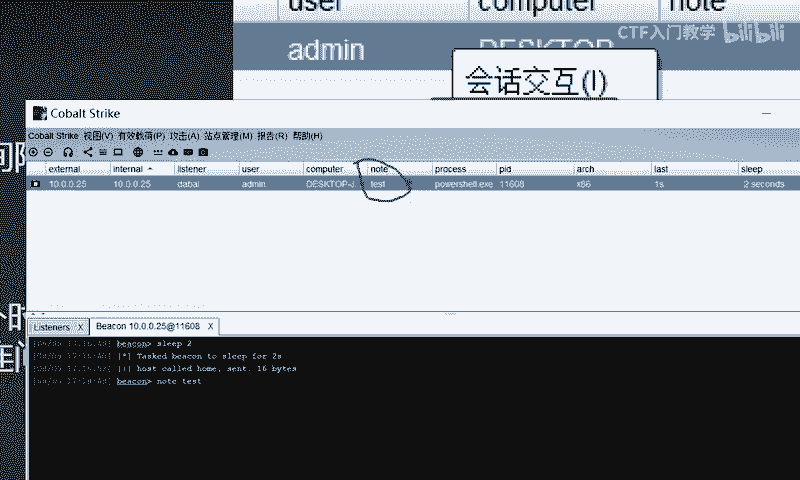 user computer note
CTF入门教学 bilibili
admin DESKTOP
会话交互(I)
Cobalt Strike
Cobalt Strike 视图(V) 有效载荷(P) 攻击(A) 站点管理(M) 报告(R) 帮助(H)
external internal listener user computer note process pid arch last sleep
10.0.0.25 10.0.0.25 dabai admin DESKTOP-J. test powershell.exe 11608 x86 1s 2 seconds
Listeners X Beacon 10.0.0.25@11608 X
beacon> sleep 2
[*] Tasked beacon to sleep for 2s
[+] host called home, sent: 16 bytes
beacon> note test